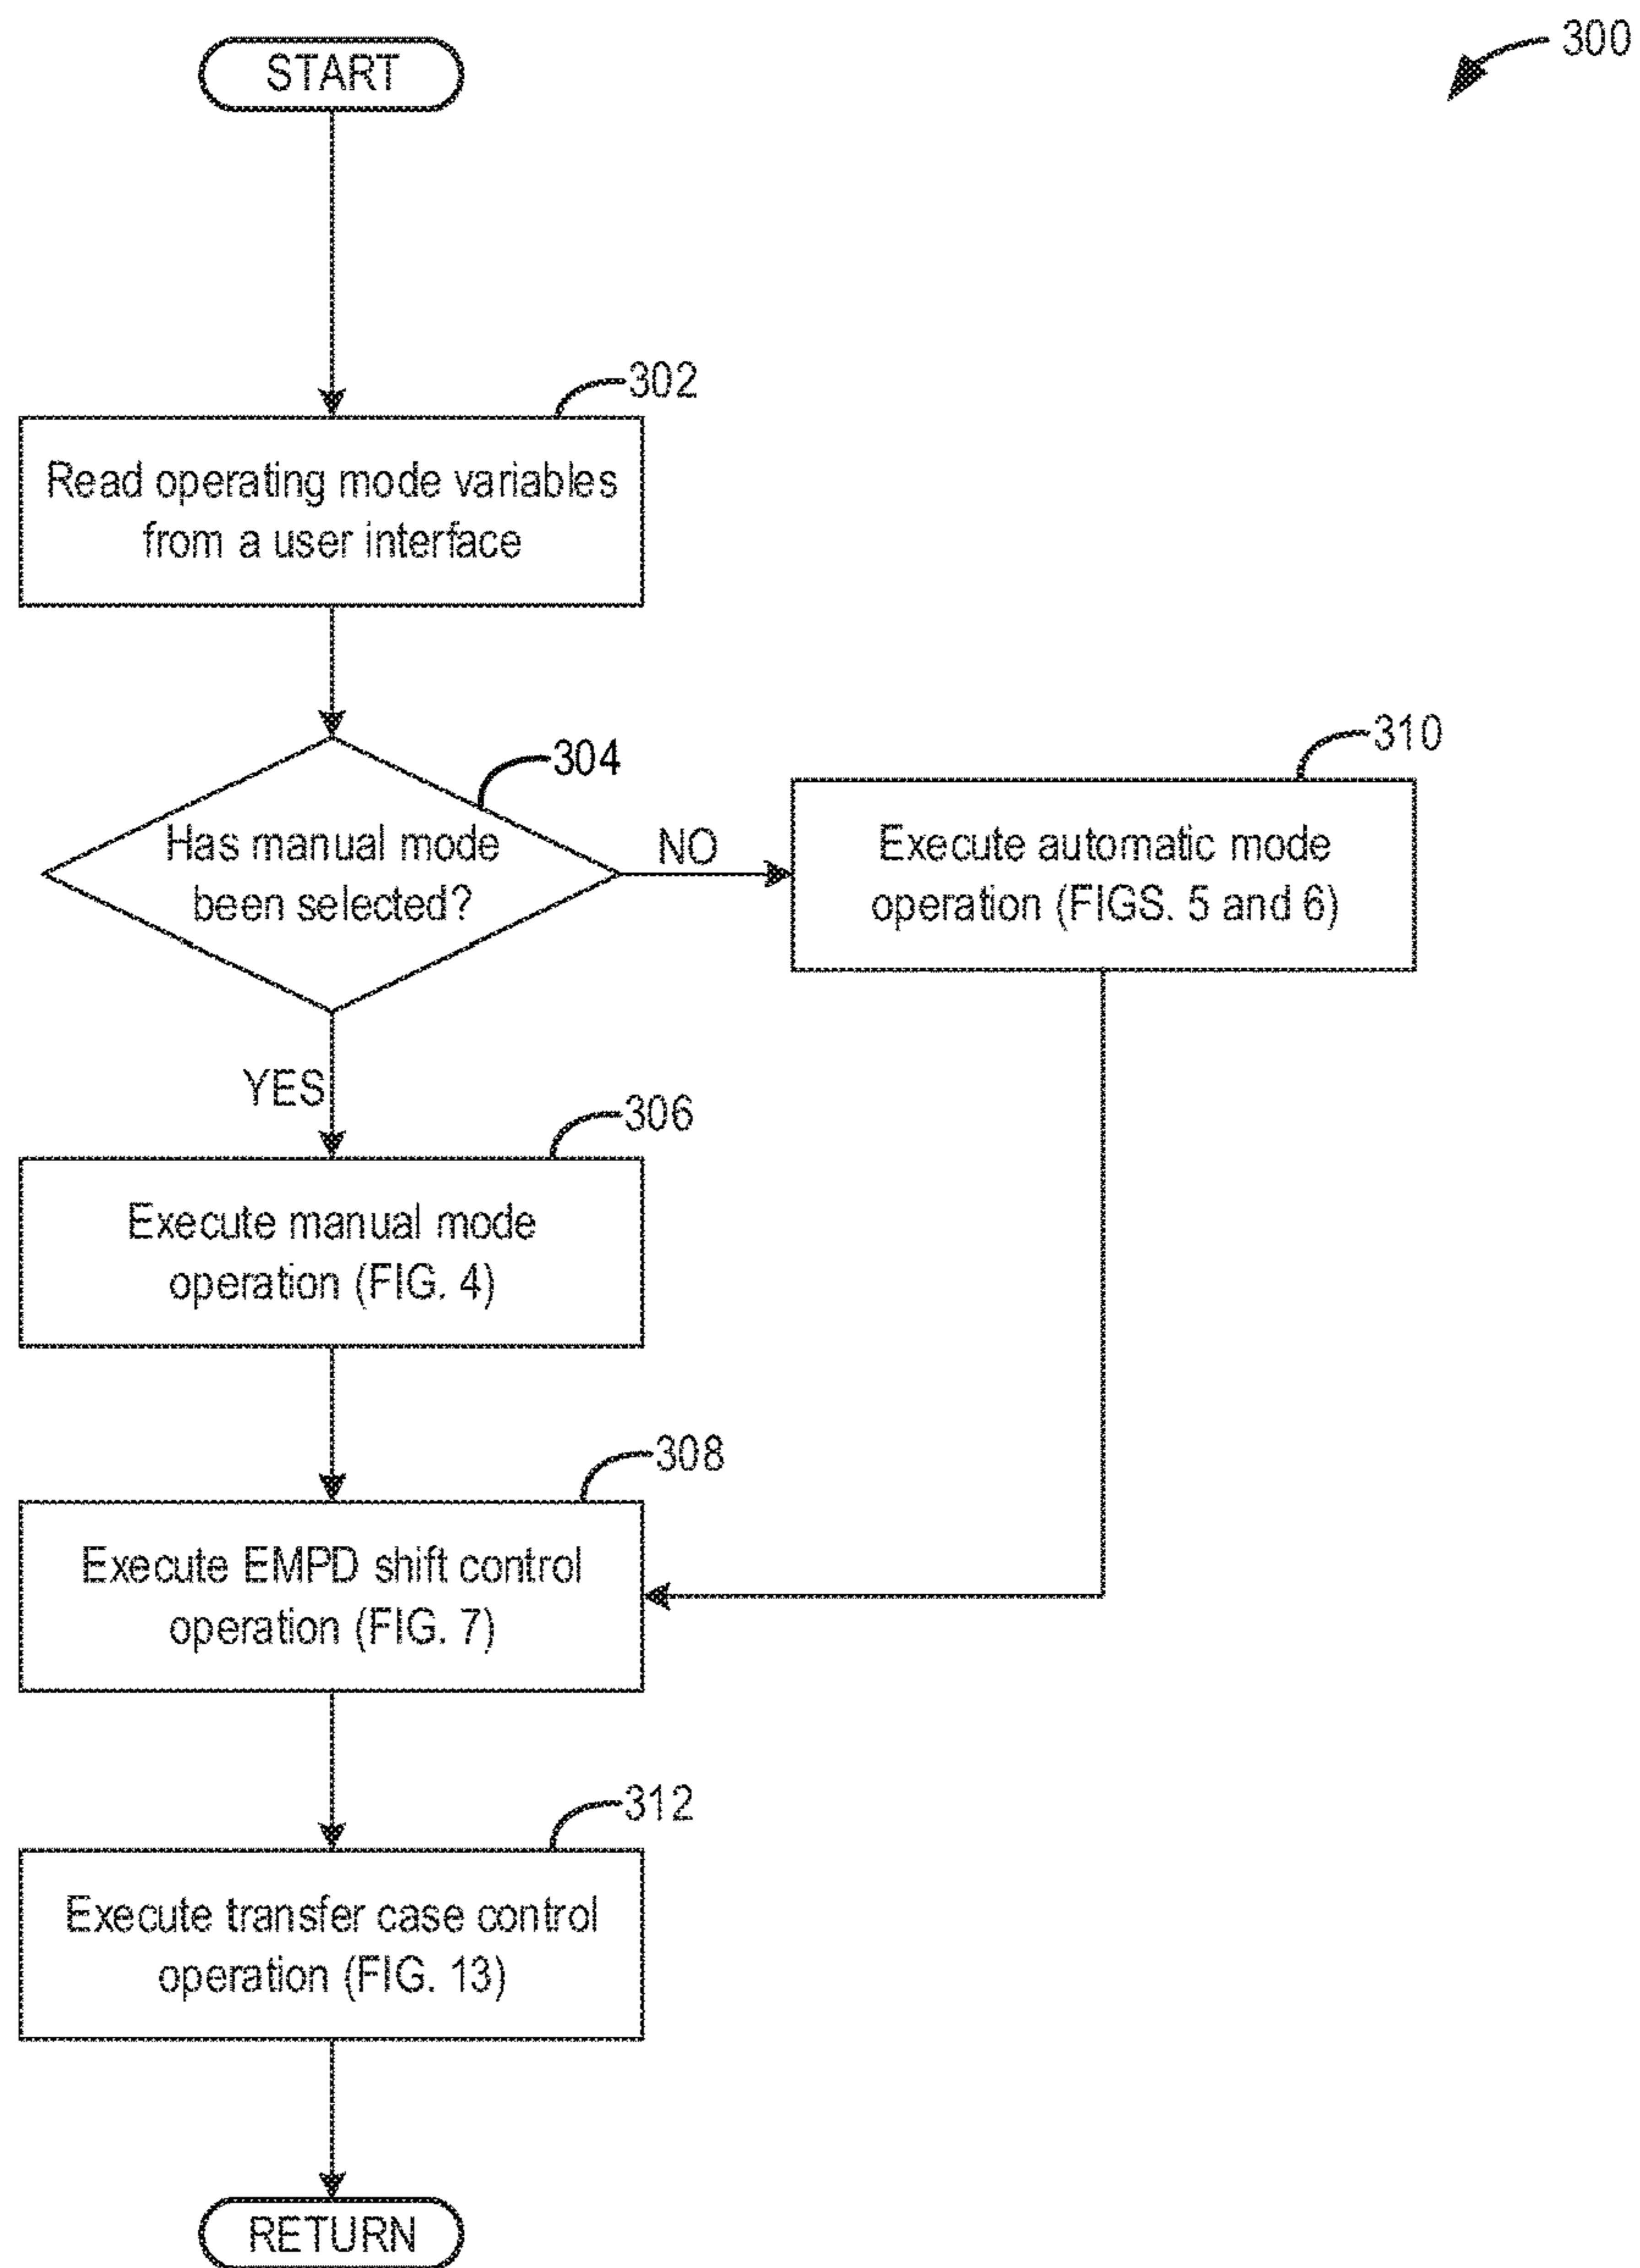 START
300
302
Read operating mode variables
from a user interface
304
Has manual mode
been selected?
NO
310
Execute automatic mode
operation (FIGS. 5 and 6)
YES
306
Execute manual mode
operation (FIG. 4)
308
Execute EMPD shift control
operation (FIG. 7)
312
Execute transfer case control
operation (FIG. 13)
RETURN